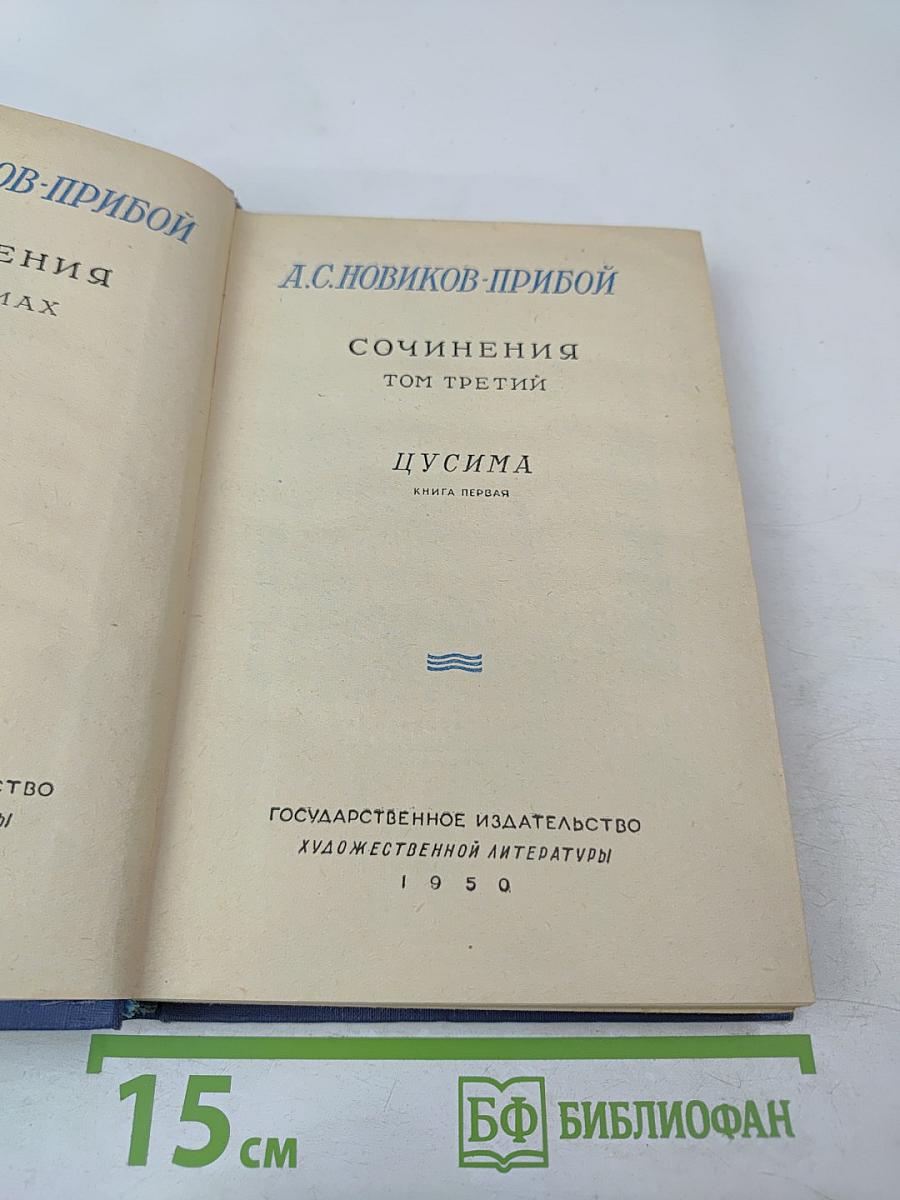 ОВ-ПРИБОЙ
ЕНИЯ
МАХ
СТВО
Ы
А.С.НОВИКОВ-ПРИБОЙ
СОЧИНЕНИЯ
ТОМ ТРЕТИЙ
ЦУСИМА
КНИГА ПЕРВАЯ
ГОСУДАРСТВЕННОЕ ИЗДАТЕЛЬСТВО
ХУДОЖЕСТВЕННОЙ ЛИТЕРАТУРЫ
1950
15 см
БФ БИБЛИОФАН